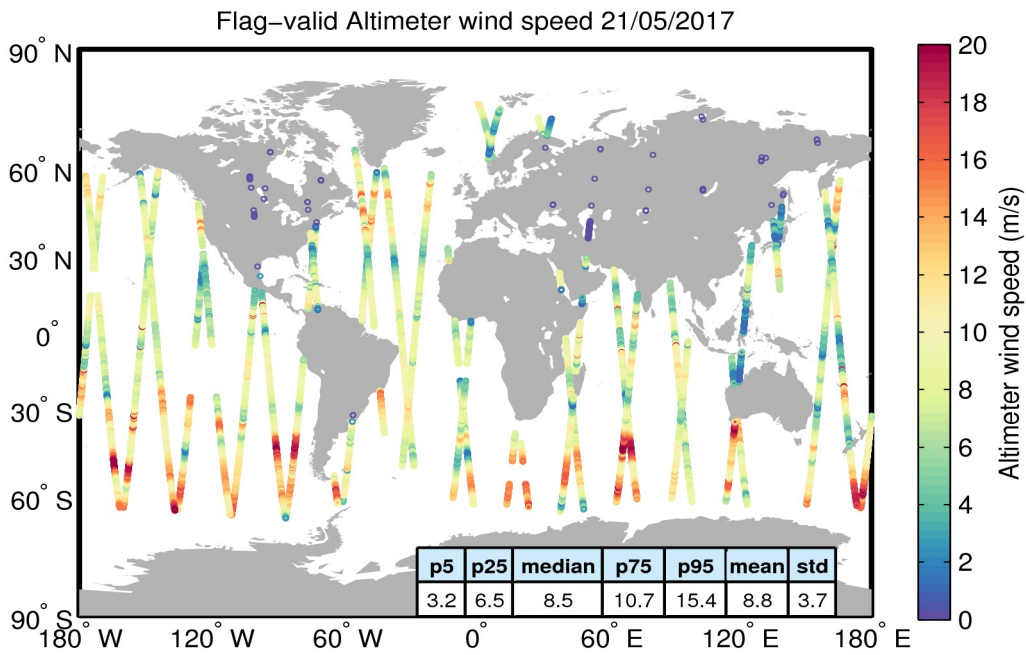 Flag−valid Altimeter wind speed 21/05/2017
90° N
60° N
30° N
0°
30° S
60° S
90° S
180° W
120° W
60° W
0°
60° E
120° E
180° E
p5 p25 median p75 p95 mean std
3.2 6.5 8.5 10.7 15.4 8.8 3.7
20
18
16
14
12
10
8
6
4
2
0
Altimeter wind speed (m/s)